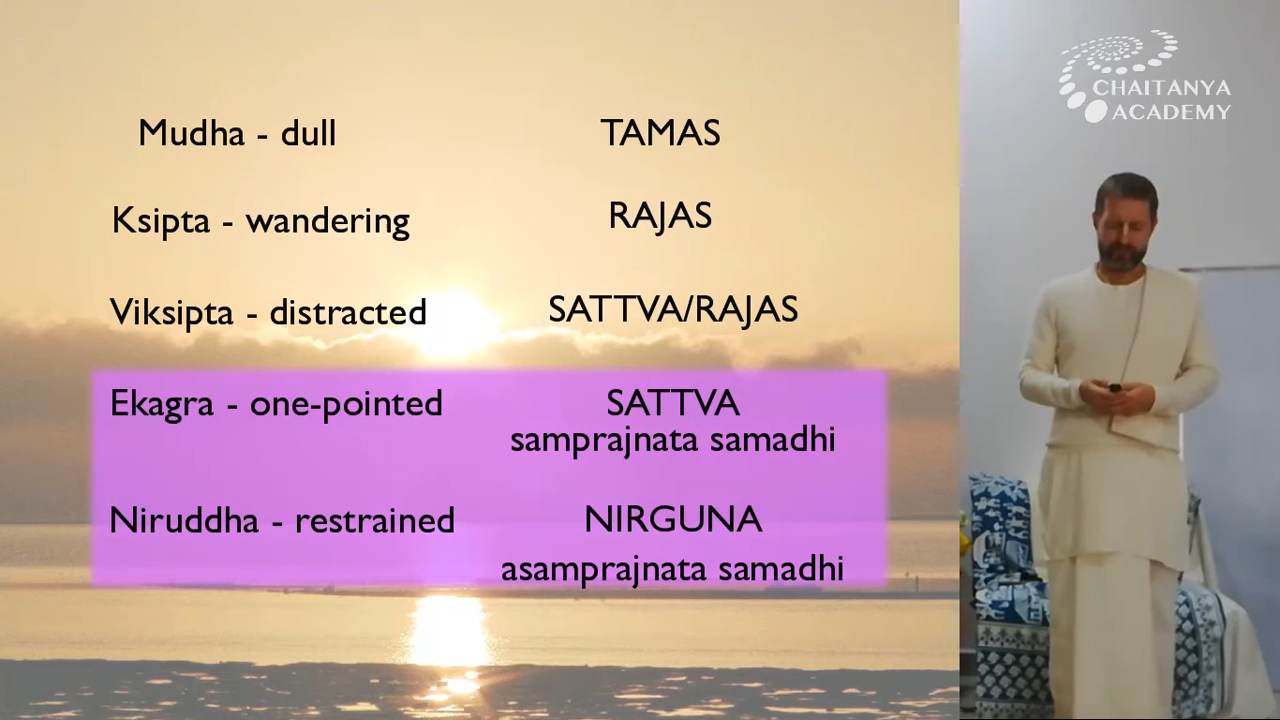 Mudha - dull TAMAS
Ksipta - wandering RAJAS
Viksipta - distracted SATTVA/RAJAS
Ekagra - one-pointed SATTVA
samprajnata samadhi
Niruddha - restrained NIRGUNA
asamprajnata samadhi
CHAITANYA
ACADEMY